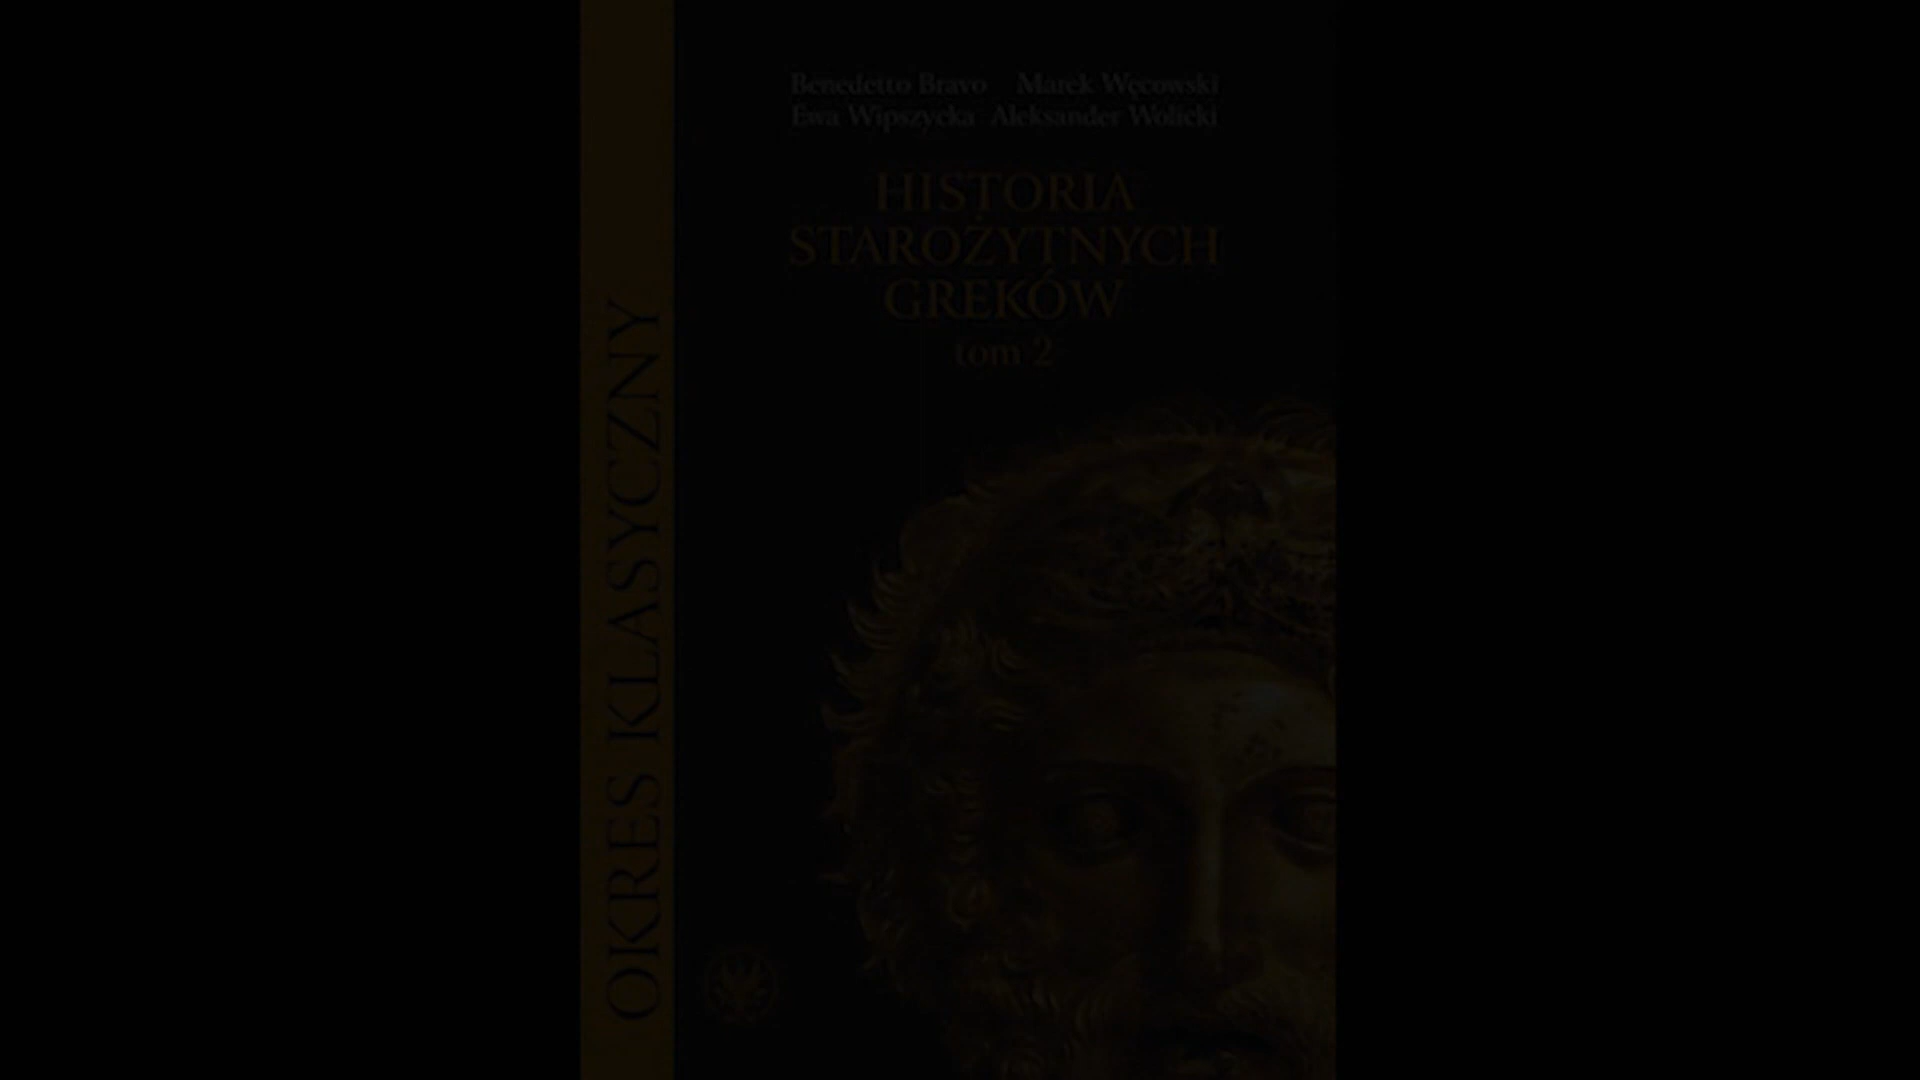 Benedetto Bravo Marek Węcowski
Ewa Wipszycka Aleksander Wolicki
HISTORIA
STAROŻYTNYCH
GREKÓW
tom 2
OKRES KLASYCZNY